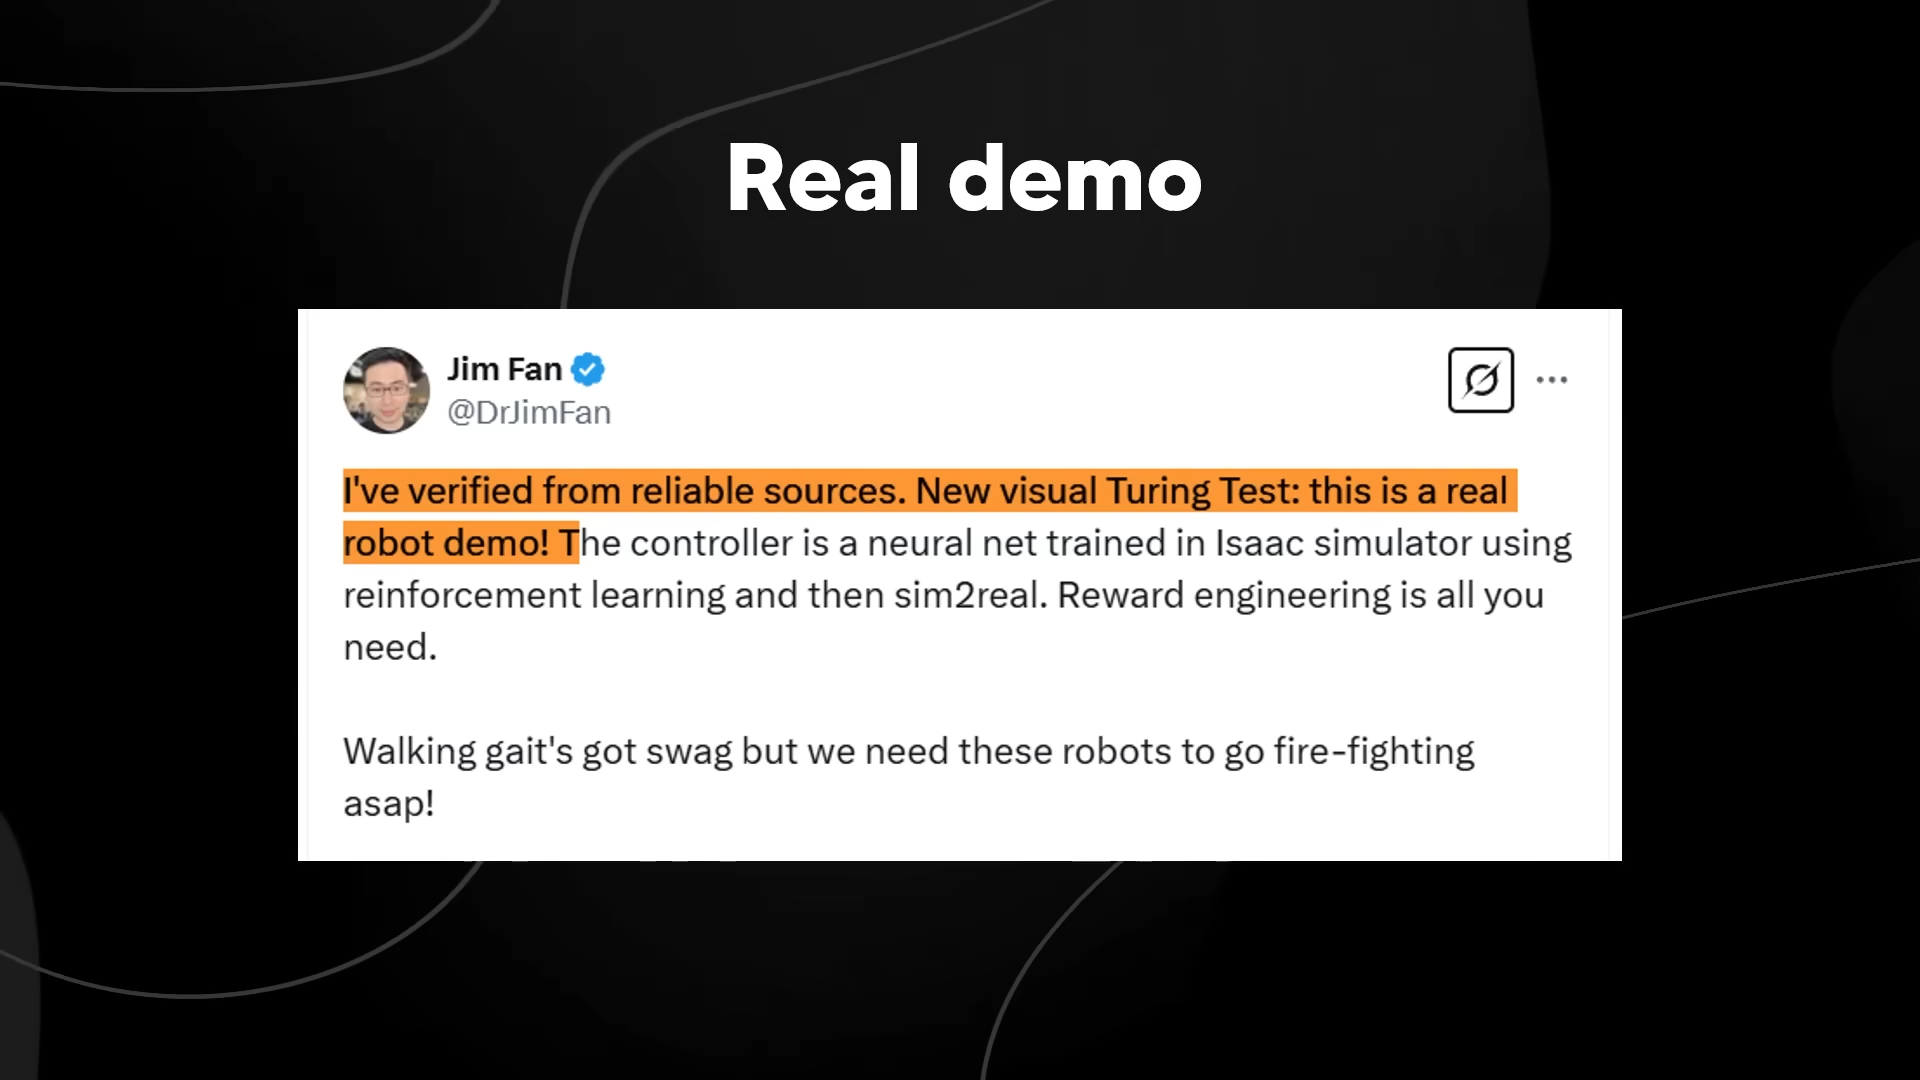 Real demo
Jim Fan
@DrJimFan
I've verified from reliable sources. New visual Turing Test: this is a real
robot demo! The controller is a neural net trained in Isaac simulator using
reinforcement learning and then sim2real. Reward engineering is all you
need.
Walking gait's got swag but we need these robots to go fire-fighting
asap!